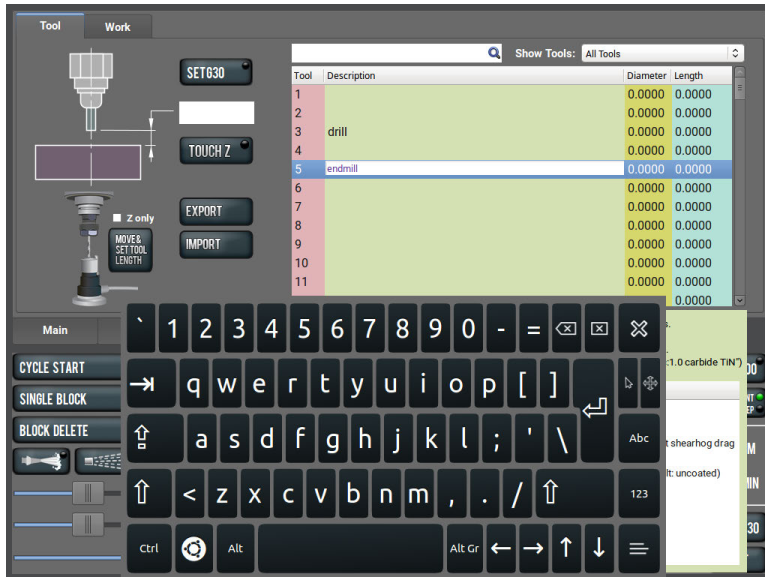 Tool Work
SET G30
Show Tools: All Tools
Tool Description Diameter Length
1 0.0000 0.0000
2 0.0000 0.0000
3 drill 0.0000 0.0000
TOUCH Z
4 0.0000 0.0000
5 endmill 0.0000 0.0000
6 0.0000 0.0000
7 0.0000 0.0000
Z only
EXPORT
8 0.0000 0.0000
MOVE &
SET TOOL
LENGTH
IMPORT
9 0.0000 0.0000
10 0.0000 0.0000
11 0.0000 0.0000
0.0000
Main
CYCLE START
SINGLE BLOCK
BLOCK DELETE
` 1 2 3 4 5 6 7 8 9 0 - =
q w e r t y u i o p [ ]
a s d f g h j k l ; ' \ Abc
< z x c v b n m , . / 123
Ctrl Alt Alt Gr
:1.0 carbide TiN")
t shearhog drag
lt: uncoated)
30